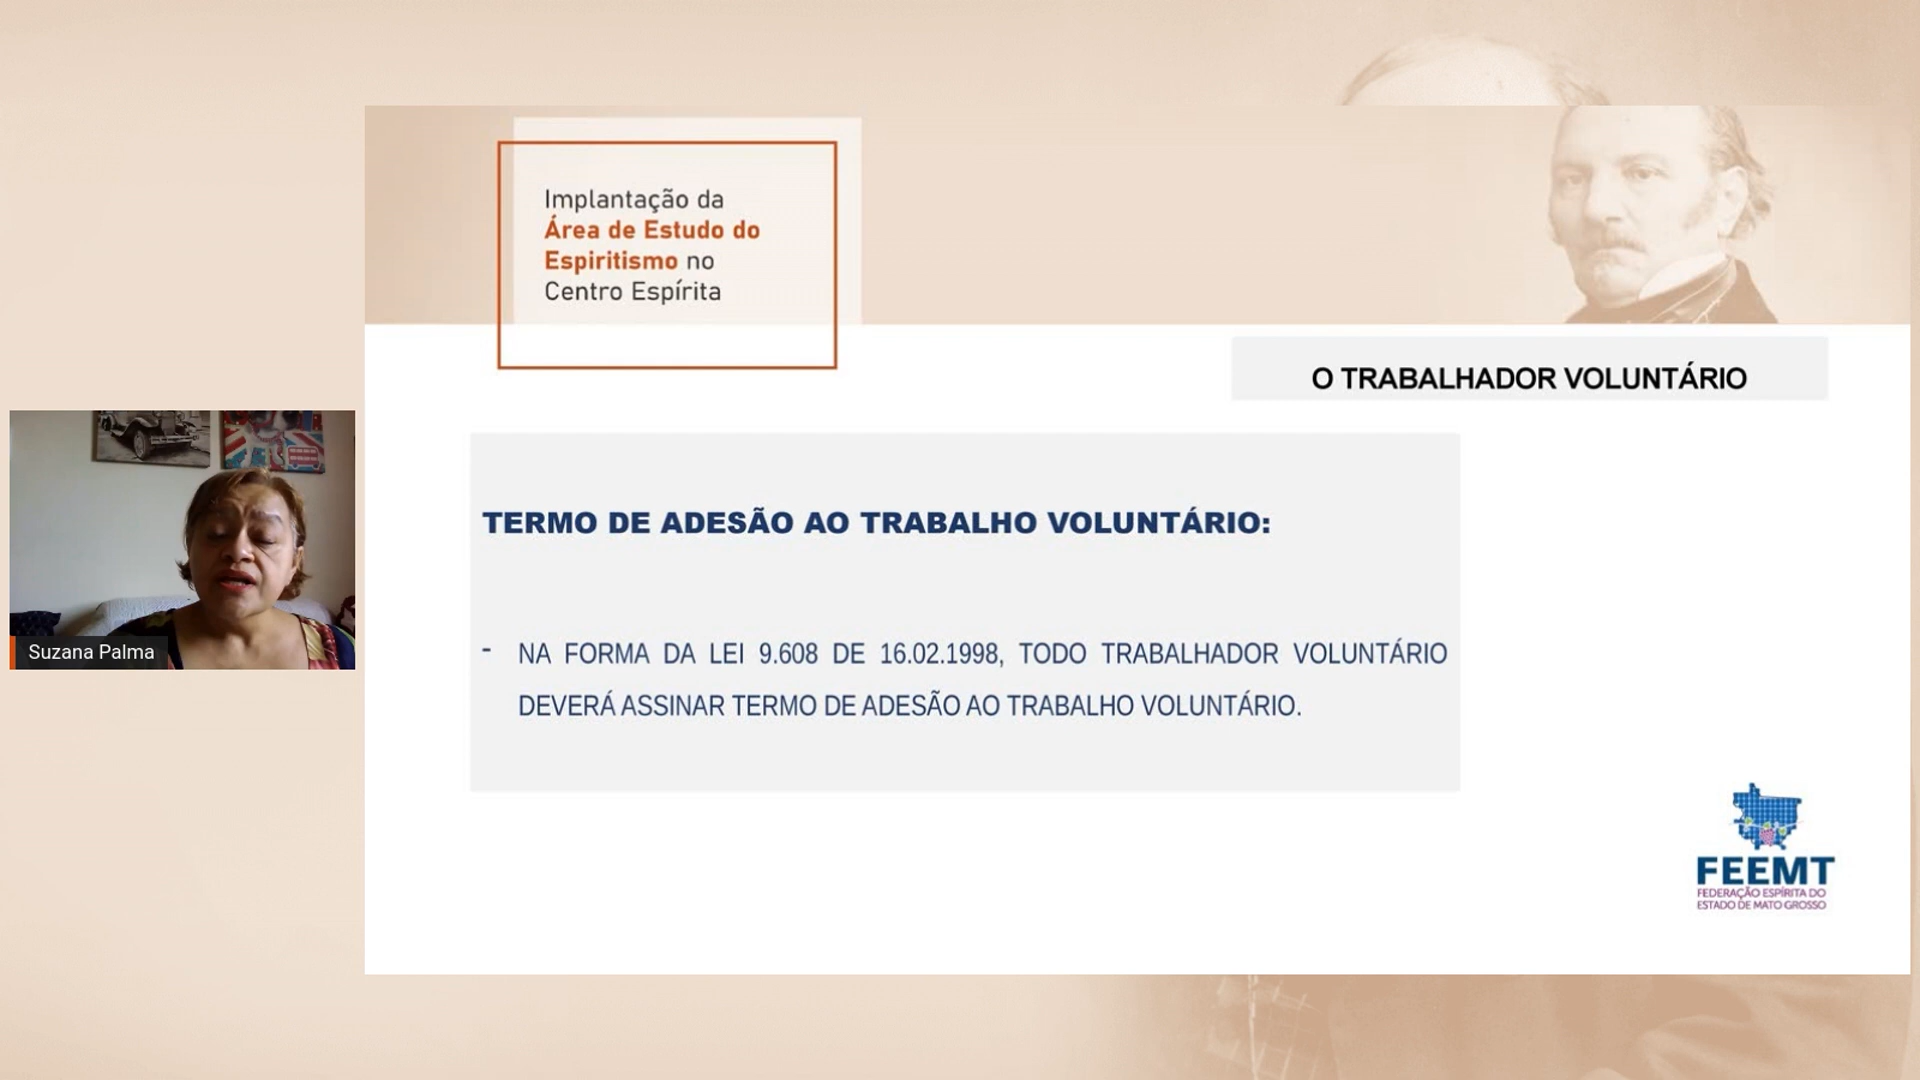 Implantação da
Área de Estudo do
Espiritismo no
Centro Espírita
O TRABALHADOR VOLUNTÁRIO
TERMO DE ADESÃO AO TRABALHO VOLUNTÁRIO:
- NA FORMA DA LEI 9.608 DE 16.02.1998, TODO TRABALHADOR VOLUNTÁRIO
DEVERÁ ASSINAR TERMO DE ADESÃO AO TRABALHO VOLUNTÁRIO.
Suzana Palma
FEEMT
FEDERAÇÃO ESPÍRITA DO
ESTADO DE MATO GROSSO